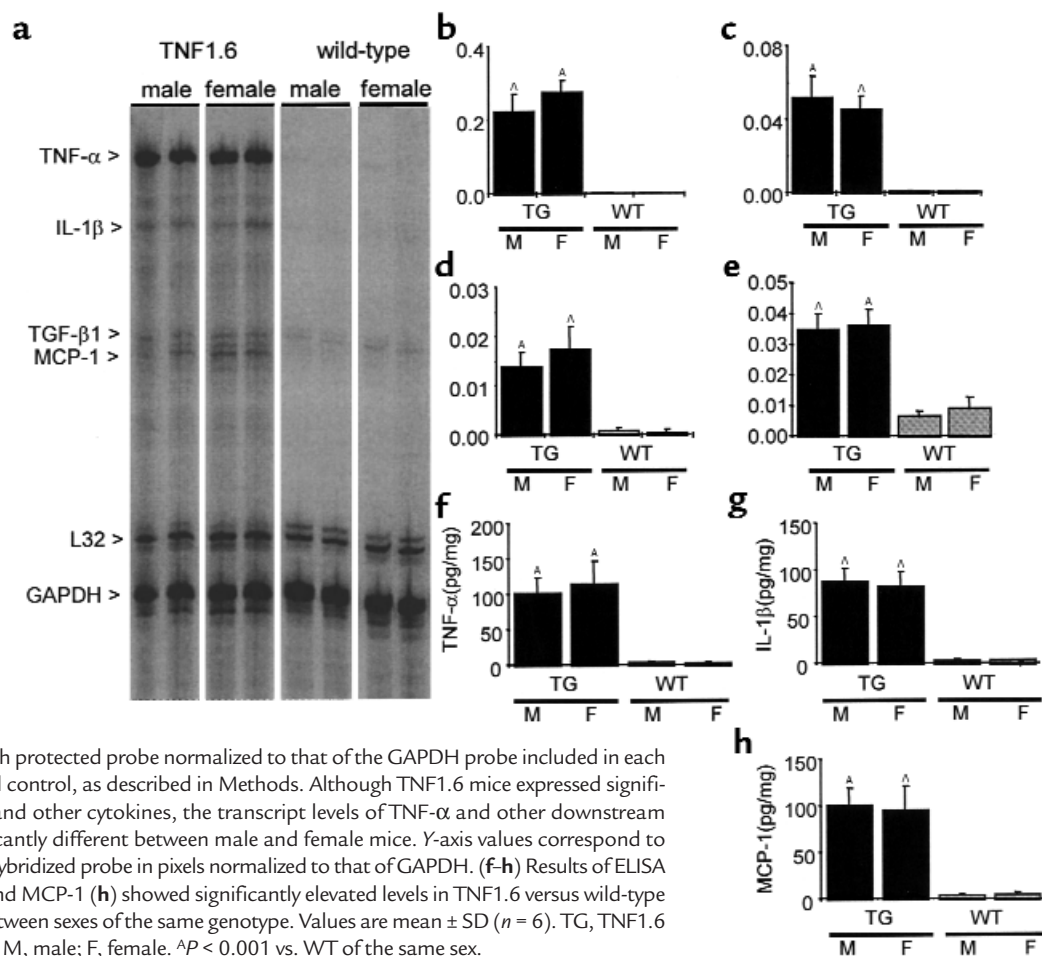 a
TNF1.6 wild-type
male female male female
TNF-α >
IL-1β >
TGF-β1 >
MCP-1 >
L32 >
GAPDH >
b
0.4
0.2
0.0
A A
TG WT
M F M F
c
0.08
0.04
0.00
A A
TG WT
M F M F
d
0.03
0.02
0.01
0.00
A A
TG WT
M F M F
e
0.05
0.04
0.03
0.02
0.01
0.00
A A
TG WT
M F M F
f
TNF-α(pg/mg)
200
150
100
50
0
A A
TG WT
M F M F
g
IL-1β(pg/mg)
150
100
50
0
A A
TG WT
M F M F
h
MCP-1(pg/mg)
150
100
50
0
A A
TG WT
M F M F
h protected probe normalized to that of the GAPDH probe included in each
l control, as described in Methods. Although TNF1.6 mice expressed signifi-
and other cytokines, the transcript levels of TNF-α and other downstream
cantly different between male and female mice. Y-axis values correspond to
ybridized probe in pixels normalized to that of GAPDH. (f–h) Results of ELISA
nd MCP-1 (h) showed significantly elevated levels in TNF1.6 versus wild-type
tween sexes of the same genotype. Values are mean ± SD (n = 6). TG, TNF1.6
M, male; F, female. AP < 0.001 vs. WT of the same sex.